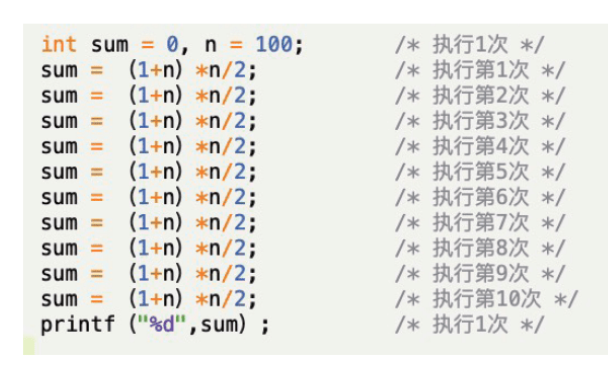 int sum = 0, n = 100; /* 执行1次 */
sum = (1+n) *n/2; /* 执行第1次 */
sum = (1+n) *n/2; /* 执行第2次 */
sum = (1+n) *n/2; /* 执行第3次 */
sum = (1+n) *n/2; /* 执行第4次 */
sum = (1+n) *n/2; /* 执行第5次 */
sum = (1+n) *n/2; /* 执行第6次 */
sum = (1+n) *n/2; /* 执行第7次 */
sum = (1+n) *n/2; /* 执行第8次 */
sum = (1+n) *n/2; /* 执行第9次 */
sum = (1+n) *n/2; /* 执行第10次 */
printf ("%d",sum) ; /* 执行1次 */